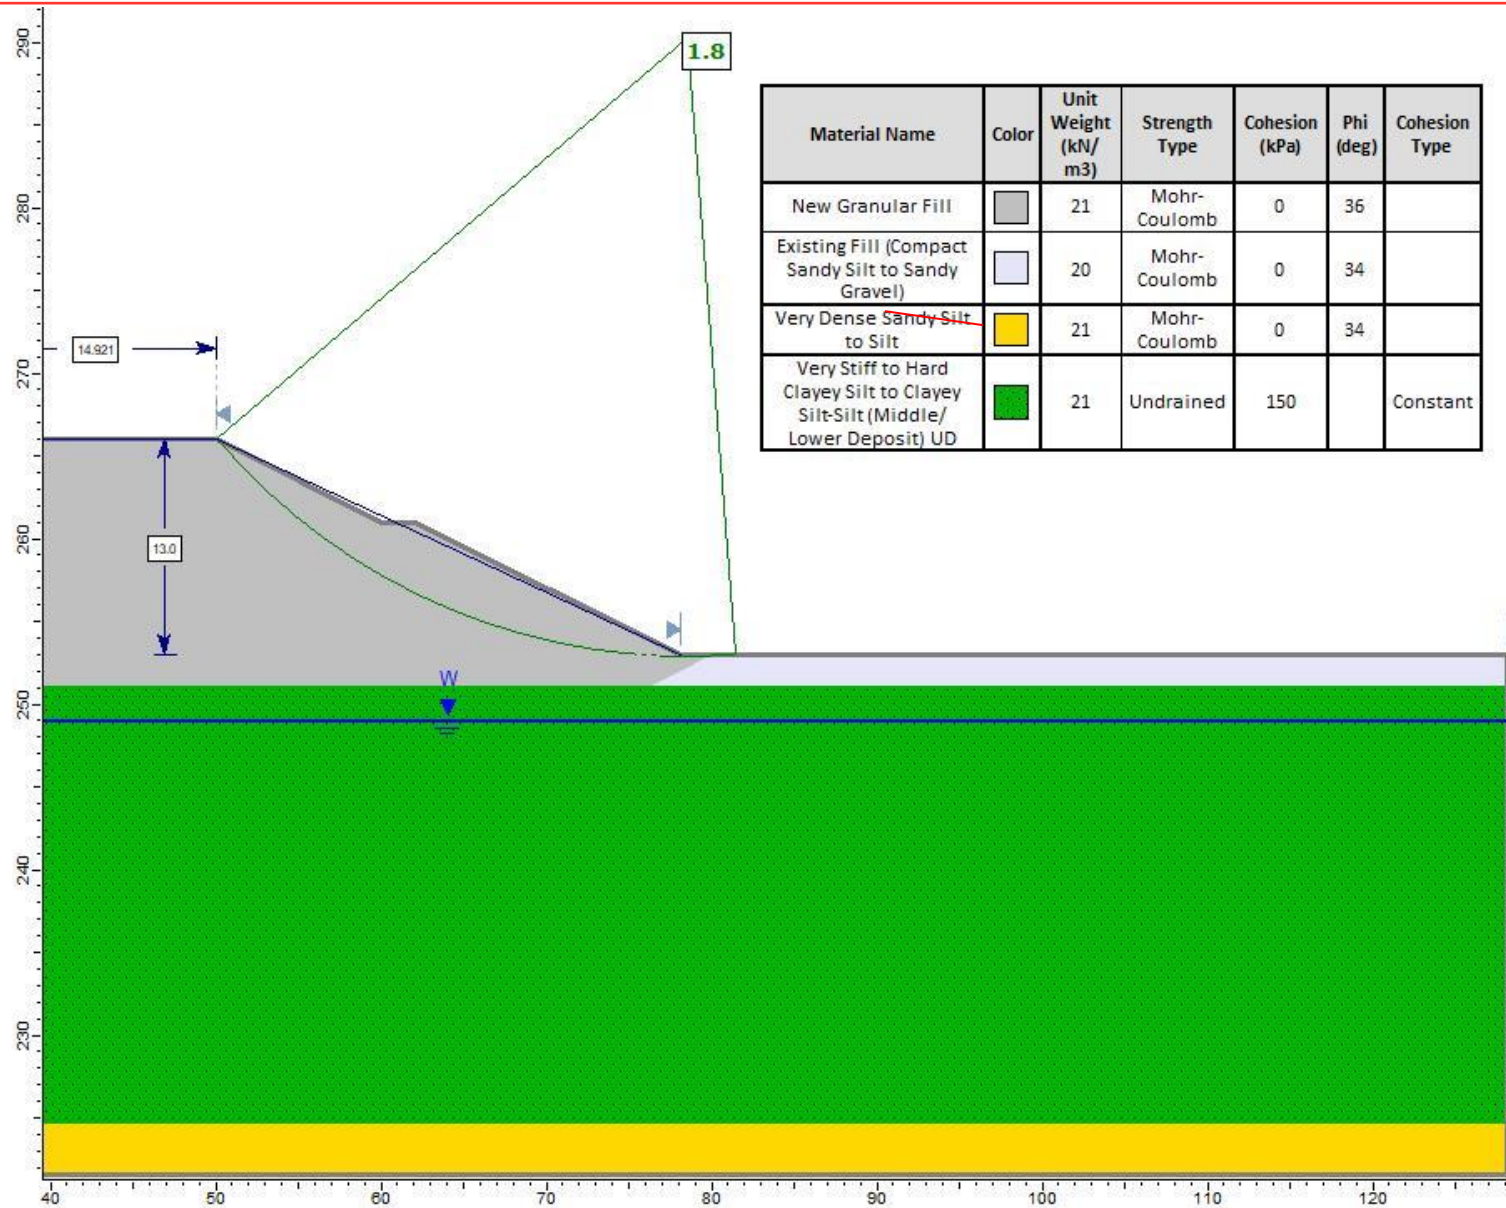 290
280
270
260
250
240
230
1.8
14.921
13.0
W
Material Name
Color
Unit
Weight
(kN/
m3)
Strength
Type
Cohesion
(kPa)
Phi
(deg)
Cohesion
Type
New Granular Fill
21
Mohr-
Coulomb
0
36
Existing Fill (Compact
Sandy Silt to Sandy
Gravel)
20
Mohr-
Coulomb
0
34
Very Dense Sandy Silt
to Silt
21
Mohr-
Coulomb
0
34
Very Stiff to Hard
Clayey Silt to Clayey
Silt-Silt (Middle/
Lower Deposit) UD
21
Undrained
150
Constant
40 50 60 70 80 90 100 110 120